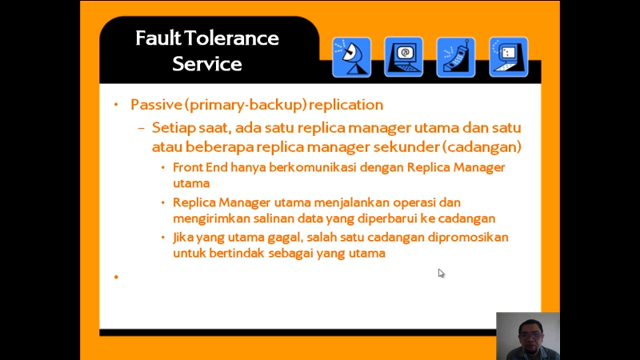 Fault Tolerance
Service
• Passive (primary-backup) replication
– Setiap saat, ada satu replica manager utama dan satu
atau beberapa replica manager sekunder (cadangan)
• Front End hanya berkomunikasi dengan Replica Manager
utama
• Replica Manager utama menjalankan operasi dan
mengirimkan salinan data yang diperbarui ke cadangan
• Jika yang utama gagal, salah satu cadangan dipromosikan
untuk bertindak sebagai yang utama